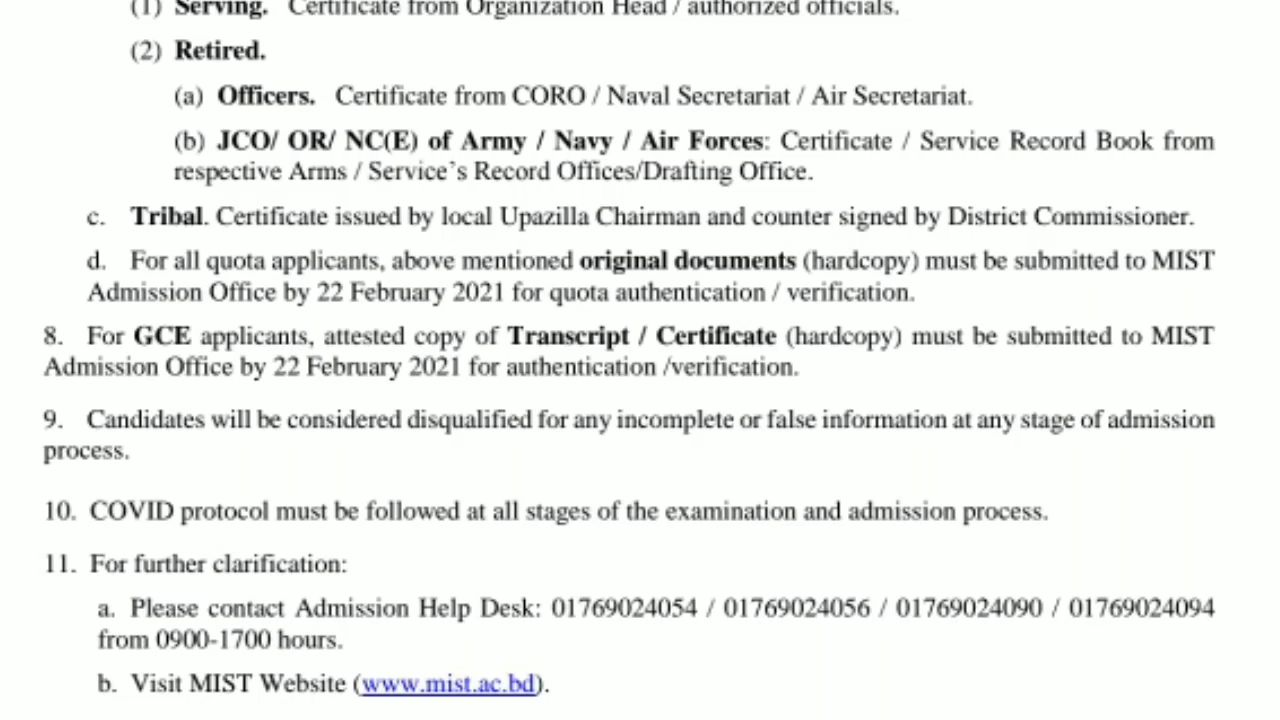 (1) Serving. Certificate from Organization Head / authorized officials.
(2) Retired.
(a) Officers. Certificate from CORO / Naval Secretariat / Air Secretariat.
(b) JCO/ OR/ NC(E) of Army / Navy / Air Forces: Certificate / Service Record Book from
respective Arms / Service's Record Offices/Drafting Office.
c. Tribal. Certificate issued by local Upazilla Chairman and counter signed by District Commissioner.
d. For all quota applicants, above mentioned original documents (hardcopy) must be submitted to MIST
Admission Office by 22 February 2021 for quota authentication / verification.
8. For GCE applicants, attested copy of Transcript / Certificate (hardcopy) must be submitted to MIST
Admission Office by 22 February 2021 for authentication /verification.
9. Candidates will be considered disqualified for any incomplete or false information at any stage of admission
process.
10. COVID protocol must be followed at all stages of the examination and admission process.
11. For further clarification:
a. Please contact Admission Help Desk: 01769024054 / 01769024056 / 01769024090 / 01769024094
from 0900-1700 hours.
b. Visit MIST Website (www.mist.ac.bd).